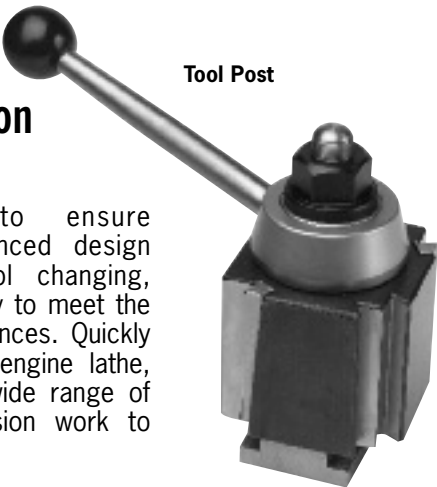 Tool Post
on
to ensure
nced design
ol changing,
y to meet the
nces. Quickly
engine lathe,
vide range of
sion work to